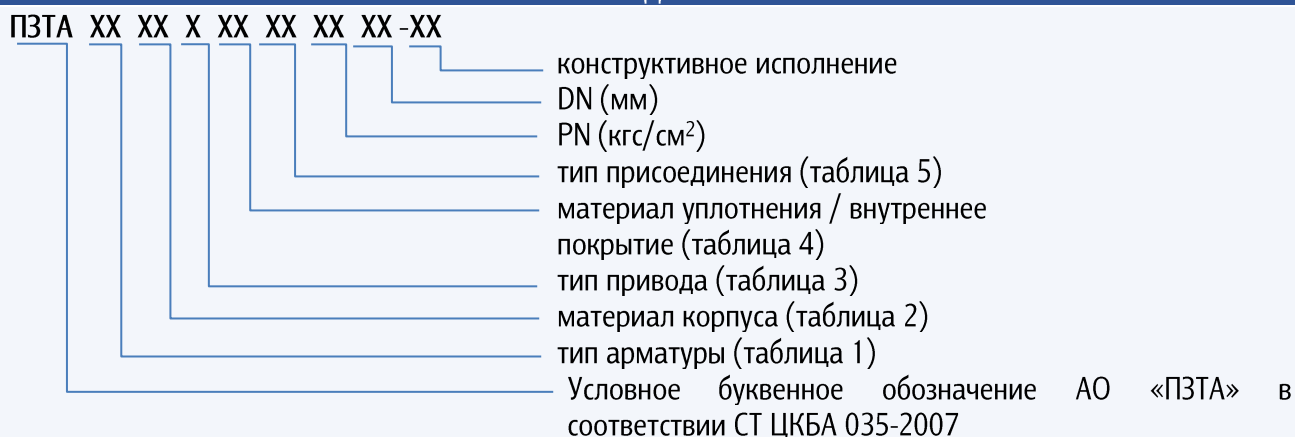 ПЗТА XX XX X XX XX XX XX -XX
конструктивное исполнение
DN (мм)
PN (кгс/см²)
тип присоединения (таблица 5)
материал уплотнения / внутреннее
покрытие (таблица 4)
тип привода (таблица 3)
материал корпуса (таблица 2)
тип арматуры (таблица 1)
Условное буквенное обозначение АО «ПЗТА» в
соответствии СТ ЦКБА 035-2007